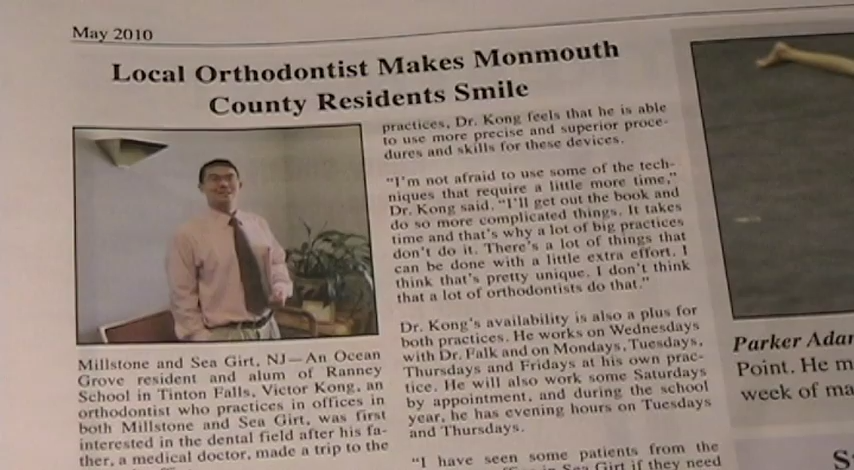 May 2010
Local Orthodontist Makes Monmouth
County Residents Smile
Millstone and Sea Girt, NJ—An Ocean
Grove resident and alum of Ranney
School in Tinton Falls, Victor Kong, an
orthodontist who practices in offices in
both Millstone and Sea Girt, was first
interested in the dental field after his fa-
ther, a medical doctor, made a trip to the
practices, Dr. Kong feels that he is able
to use more precise and superior proce-
dures and skills for these devices.
"I'm not afraid to use some of the tech-
niques that require a little more time,"
Dr. Kong said. "I'll get out the book and
do so more complicated things. It takes
time and that's why a lot of big practices
don't do it. There's a lot of things that
can be done with a little extra effort. I
think that's pretty unique. I don't think
that a lot of orthodontists do that."
Dr. Kong's availability is also a plus for
both practices. He works on Wednesdays
with Dr. Falk and on Mondays, Tuesdays,
Thursdays and Fridays at his own prac-
tice. He will also work some Saturdays
by appointment, and during the school
year, he has evening hours on Tuesdays
and Thursdays.
"I have seen some patients from the
in Sea Girt if they need
Parker Adar
Point. He m
week of ma
S